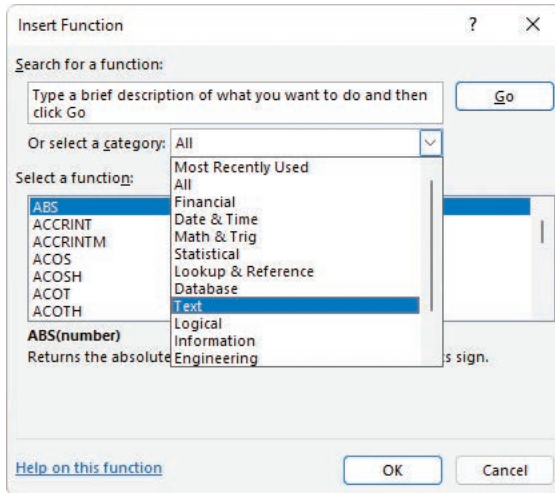 Insert Function
?
Search for a function:
Type a brief description of what you want to do and then
click Go
Go
Or select a category: All
Most Recently Used
All
Financial
Date & Time
Math & Trig
Statistical
Lookup & Reference
Database
Text
Logical
Information
Engineering
Select a function:
ABS
ACCRINT
ACCRINTM
ACOS
ACOSH
ACOT
ACOTH
ABS(number)
Returns the absolute
s sign.
Help on this function
OK
Cancel